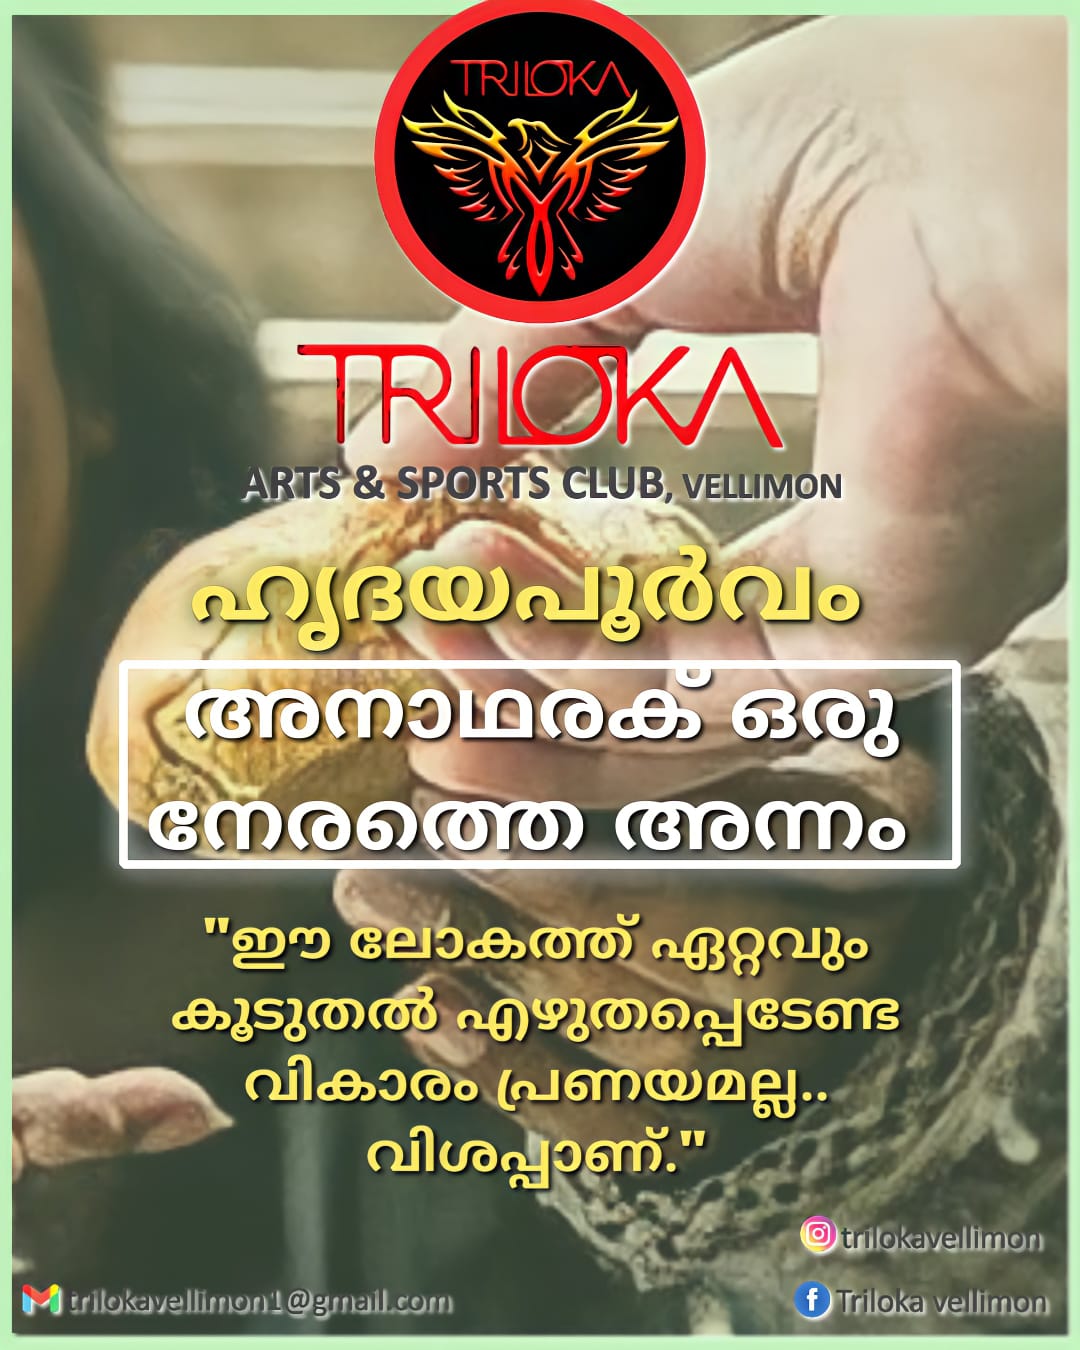 TRILOKA
TRILOKA
ARTS & SPORTS CLUB, VELLIMON
ഹൃദയപൂർവം
അനാഥരക് ഒരു
നേരത്തെ അന്നം
"ഈ ലോകത്ത് ഏറ്റവും
കൂടുതൽ എഴുതപ്പെടേണ്ട
വികാരം പ്രണയമല്ല..
വിശപ്പാണ്."
trilokavellimon
trilokavellimon1@gmail.com
Triloka vellimon